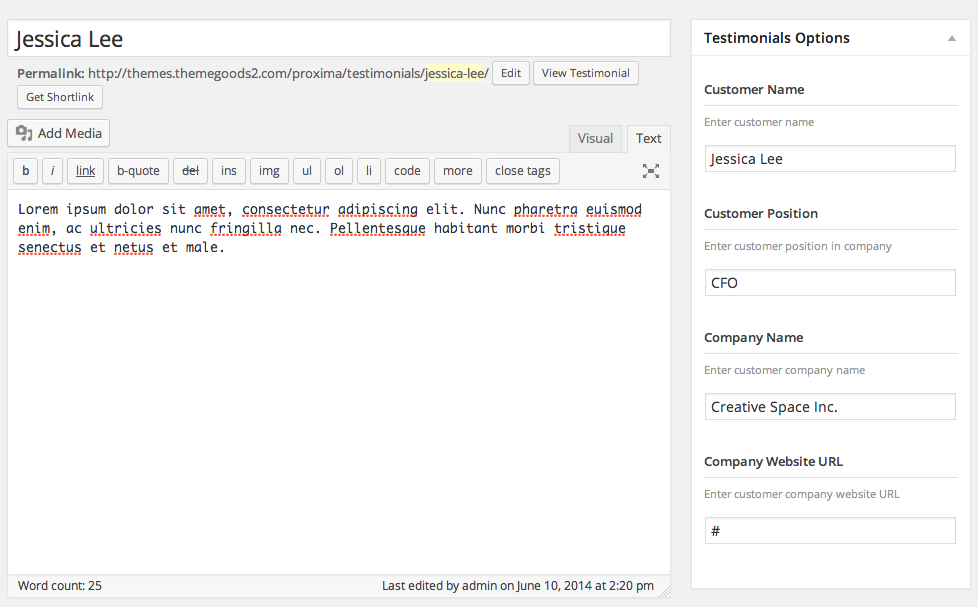 Jessica Lee
Permalink: http://themes.themegoods2.com/proxima/testimonials/jessica-lee/ Edit View Testimonial
Get Shortlink
Add Media
Visual Text
b i link b-quote del ins img ul ol li code more close tags
Lorem ipsum dolor sit amet, consectetur adipiscing elit. Nunc pharetra euismod
enim, ac ultricies nunc fringilla nec. Pellentesque habitant morbi tristique
senectus et netus et male.
Word count: 25 Last edited by admin on June 10, 2014 at 2:20 pm
Testimonials Options
Customer Name
Enter customer name
Jessica Lee
Customer Position
Enter customer position in company
CFO
Company Name
Enter customer company name
Creative Space Inc.
Company Website URL
Enter customer company website URL
#